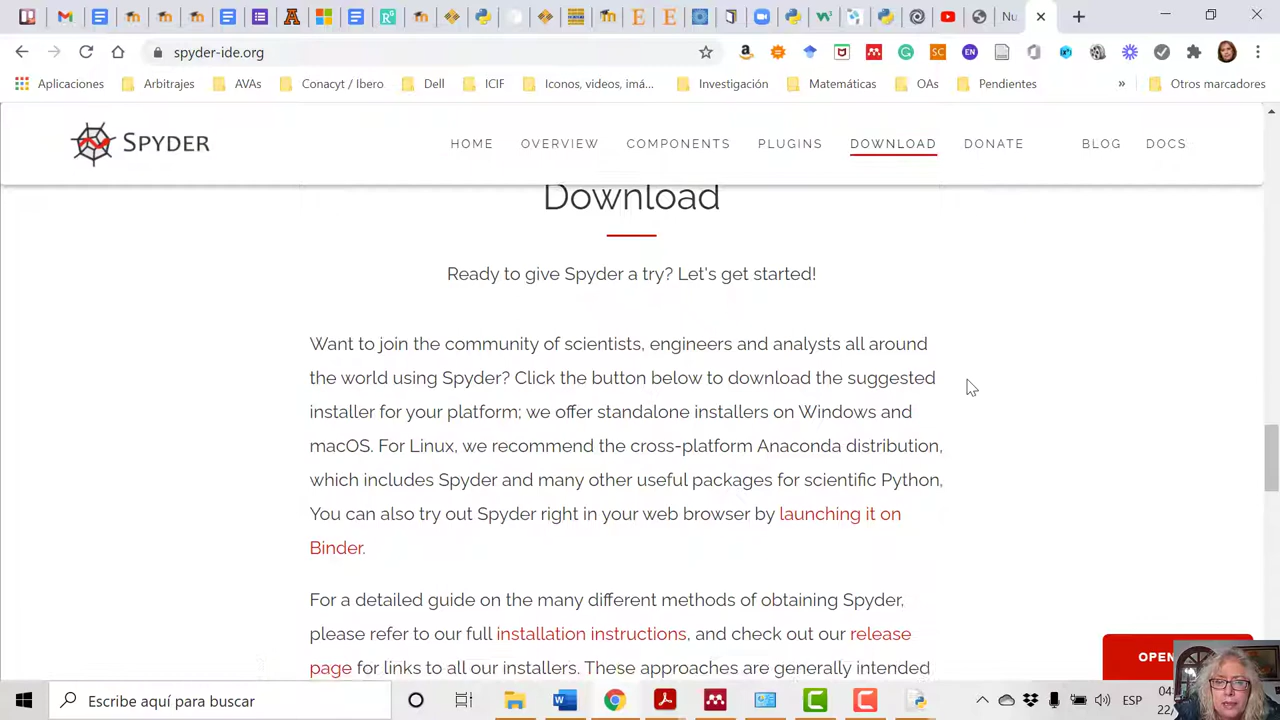 Nu
spyder-ide.org
Aplicaciones
Arbitrajes
AVAs
Conacyt / Ibero
Dell
ICIF
Iconos, videos, imá...
Investigación
Matemáticas
OAs
Pendientes
»
Otros marcadores
SPYDER
HOME
OVERVIEW
COMPONENTS
PLUGINS
DOWNLOAD
DONATE
BLOG
DOCS
Download
Ready to give Spyder a try? Let's get started!
Want to join the community of scientists, engineers and analysts all around
the world using Spyder? Click the button below to download the suggested
installer for your platform; we offer standalone installers on Windows and
macOS. For Linux, we recommend the cross-platform Anaconda distribution,
which includes Spyder and many other useful packages for scientific Python,
You can also try out Spyder right in your web browser by launching it on
Binder.
For a detailed guide on the many different methods of obtaining Spyder,
please refer to our full installation instructions, and check out our release
page for links to all our installers. These approaches are generally intended
OPEN
Escribe aquí para buscar
ESP
04:
22/